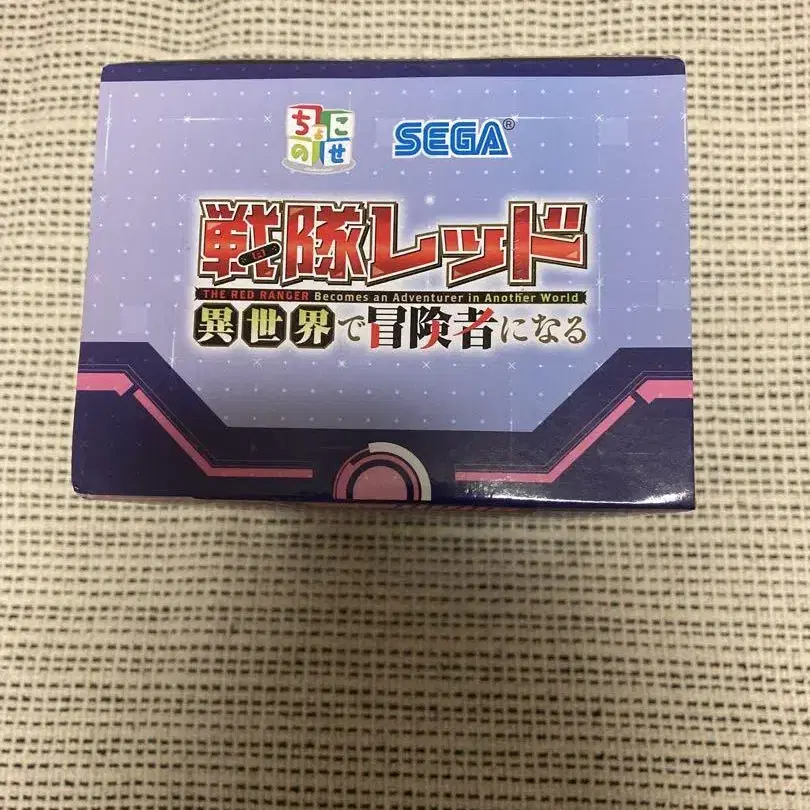 ちょこのせ
SEGA®
戦隊レッド
THE RED RANGER Becomes an Adventurer in Another World
異世界で冒険者になる